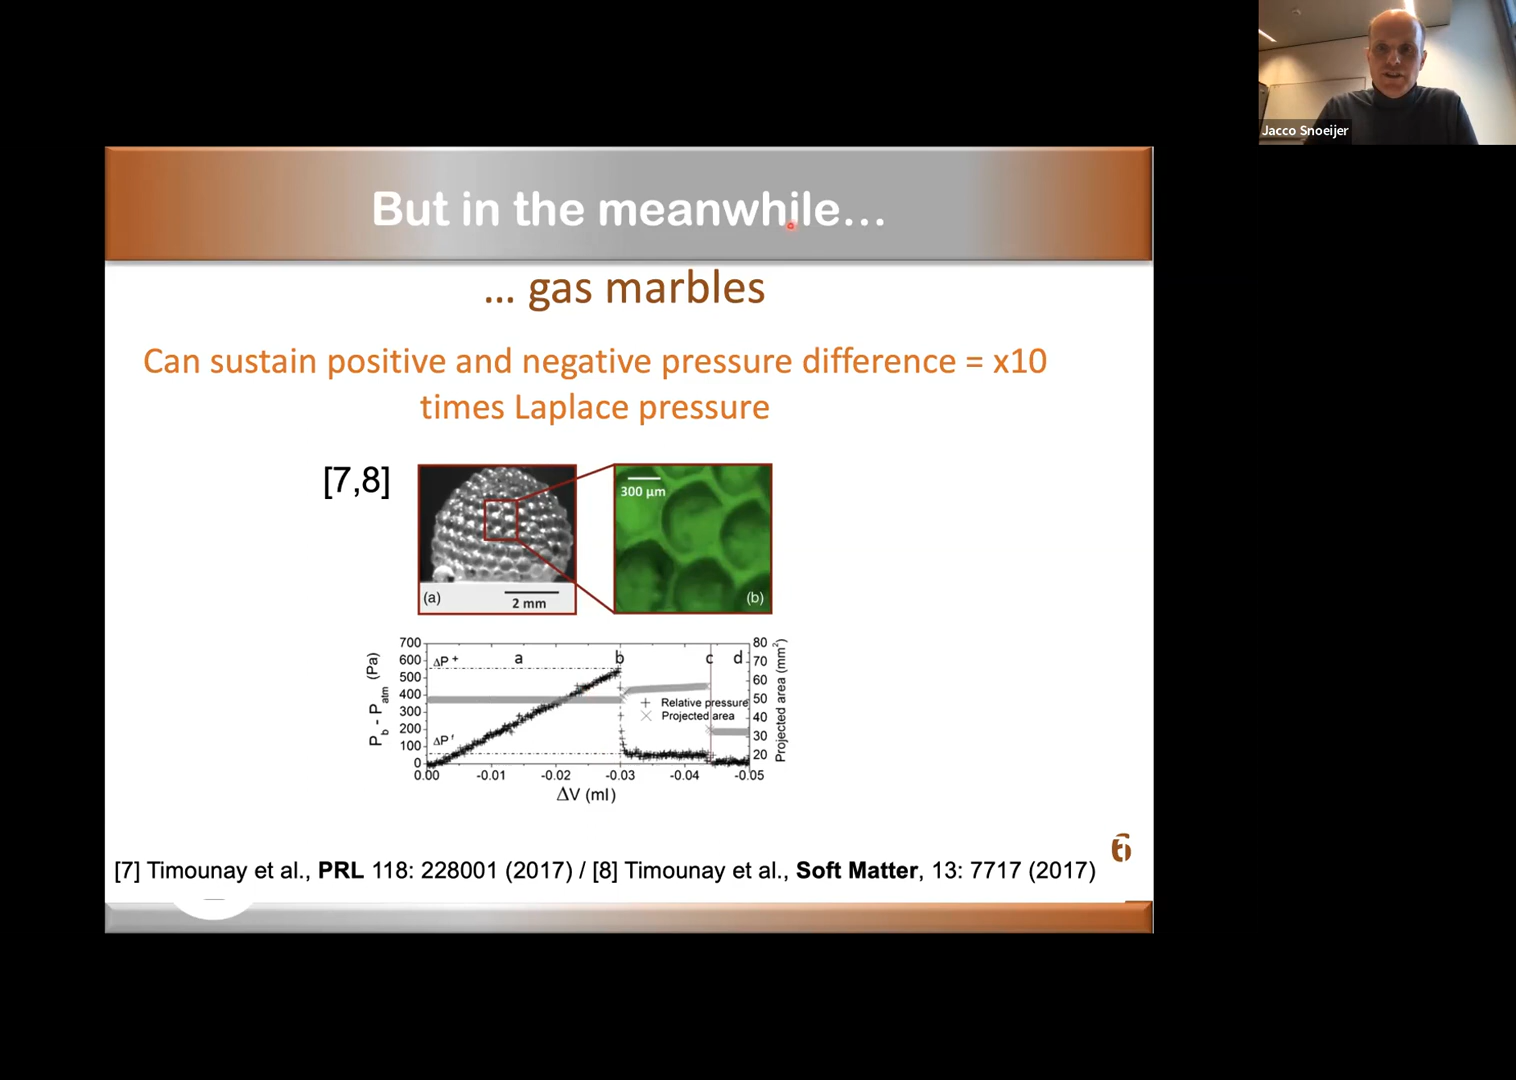 Jacco Snoeijer
But in the meanwhile...
... gas marbles
Can sustain positive and negative pressure difference = x10
times Laplace pressure
[7,8]
300 µm
(a)
2 mm
(b)
700
600
500
400
300
200
100
0
P_b - P_atm (Pa)
ΔP⁺
a
b
c
d
+ Relative pressure
× Projected area
80
70
60
50
40
30
20
Projected area (mm²)
0.00 -0.01 -0.02 -0.03 -0.04 -0.05
ΔV (ml)
6
[7] Timounay et al., PRL 118: 228001 (2017) / [8] Timounay et al., Soft Matter, 13: 7717 (2017)